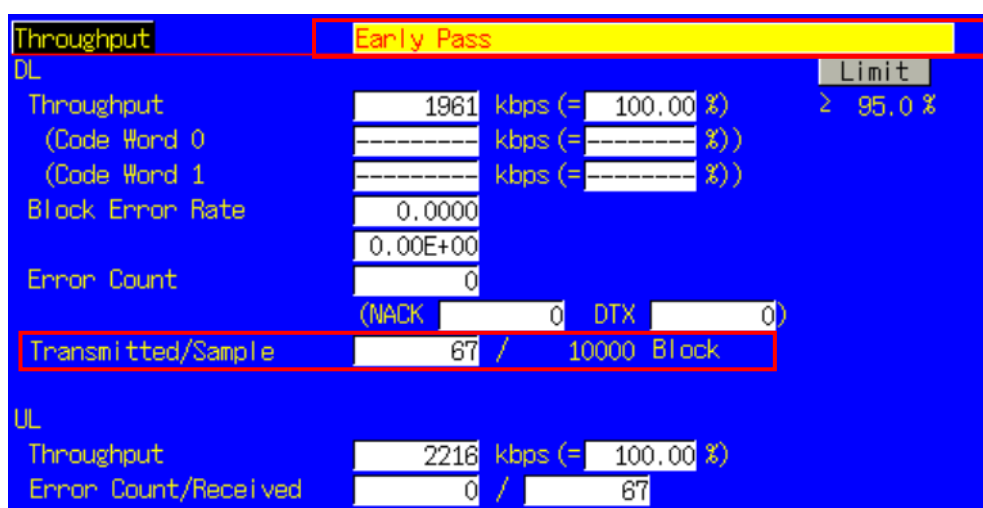 Throughput Early Pass
DL Limit
Throughput 1961 kbps (= 100.00 %) ≥ 95.0 %
(Code Word 0 --------- kbps (= -------- %))
(Code Word 1 --------- kbps (= -------- %))
Block Error Rate 0.0000
0.00E+00
Error Count 0
(NACK 0 DTX 0)
Transmitted/Sample 67 / 10000 Block
UL
Throughput 2216 kbps (= 100.00 %)
Error Count/Received 0 / 67